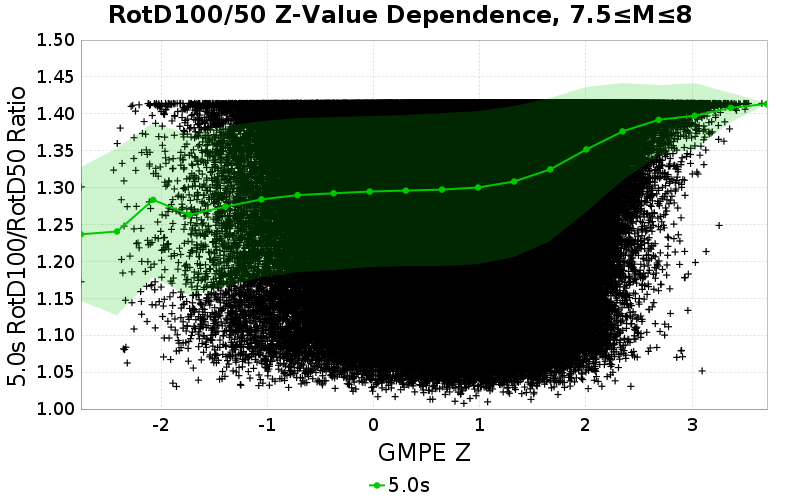 RotD100/50 Z-Value Dependence, 7.5≤M≤8
5.0s RotD100/RotD50 Ratio
1.50
1.45
1.40
1.35
1.30
1.25
1.20
1.15
1.10
1.05
1.00
-2 -1 0 1 2 3
GMPE Z
5.0s